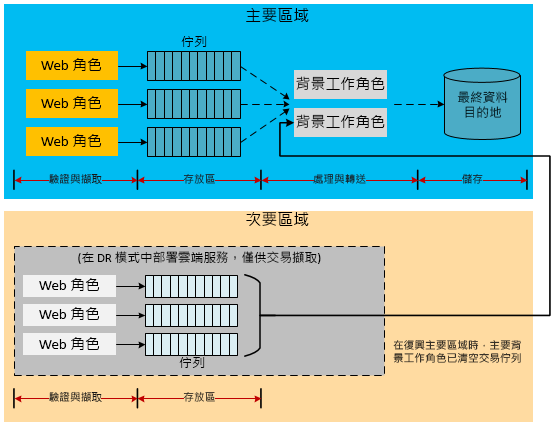 主要區域
佇列
Web 角色
Web 角色
Web 角色
背景工作角色
背景工作角色
最終資料
目的地
驗證與擷取
存放區
處理與轉送
儲存
次要區域
(在 DR 模式中部署雲端服務，僅供交易擷取)
Web 角色
Web 角色
Web 角色
佇列
在復興主要區域時，主要背
景工作角色已清空交易佇列
驗證與擷取
存放區